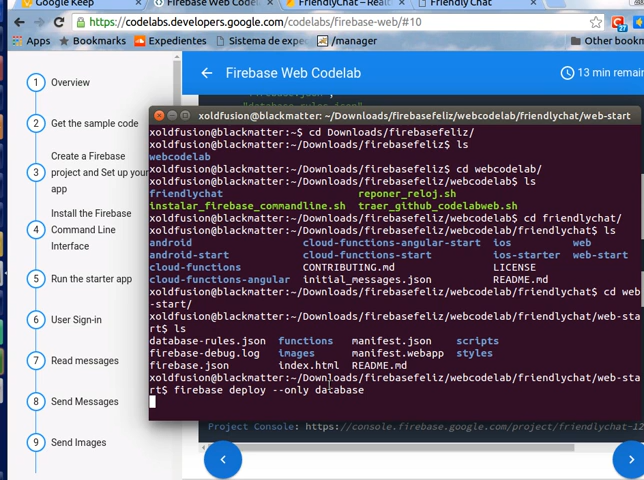 Google Keep
Firebase Web Codel
FriendlyChat – Realt
Friendly Chat
https://codelabs.developers.google.com/codelabs/firebase-web/#10
27
Apps Bookmarks Expedientes Sistema de expe /manager Other bookm
Firebase Web Codelab
13 min remai
1 Overview
2 Get the sample code
3 Create a Firebase
project and Set up your
app
4 Install the Firebase
Command Line
Interface
5 Run the starter app
6 User Sign-in
7 Read messages
8 Send Messages
9 Send Images
"database-rules.json"
xoldfusion@blackmatter: ~/Downloads/firebasefeliz/webcodelab/friendlychat/web-start
xoldfusion@blackmatter:~$ cd Downloads/firebasefeliz/
xoldfusion@blackmatter:~/Downloads/firebasefeliz$ ls
webcodelab
xoldfusion@blackmatter:~/Downloads/firebasefeliz$ cd webcodelab/
xoldfusion@blackmatter:~/Downloads/firebasefeliz/webcodelab$ ls
friendlychat reponer_reloj.sh
instalar_firebase_commandline.sh traer_github_codelabweb.sh
xoldfusion@blackmatter:~/Downloads/firebasefeliz/webcodelab$ cd friendlychat/
xoldfusion@blackmatter:~/Downloads/firebasefeliz/webcodelab/friendlychat$ ls
android cloud-functions-angular-start ios web
android-start cloud-functions-start ios-starter web-start
cloud-functions CONTRIBUTING.md LICENSE
cloud-functions-angular initial_messages.json README.md
xoldfusion@blackmatter:~/Downloads/firebasefeliz/webcodelab/friendlychat$ cd web
-start/
xoldfusion@blackmatter:~/Downloads/firebasefeliz/webcodelab/friendlychat/web-sta
rt$ ls
database-rules.json functions manifest.json scripts
firebase-debug.log images manifest.webapp styles
firebase.json index.html README.md
xoldfusion@blackmatter:~/Downloads/firebasefeliz/webcodelab/friendlychat/web-sta
rt$ firebase deploy --only database
Project Console: https://console.firebase.google.com/project/friendlychat-12